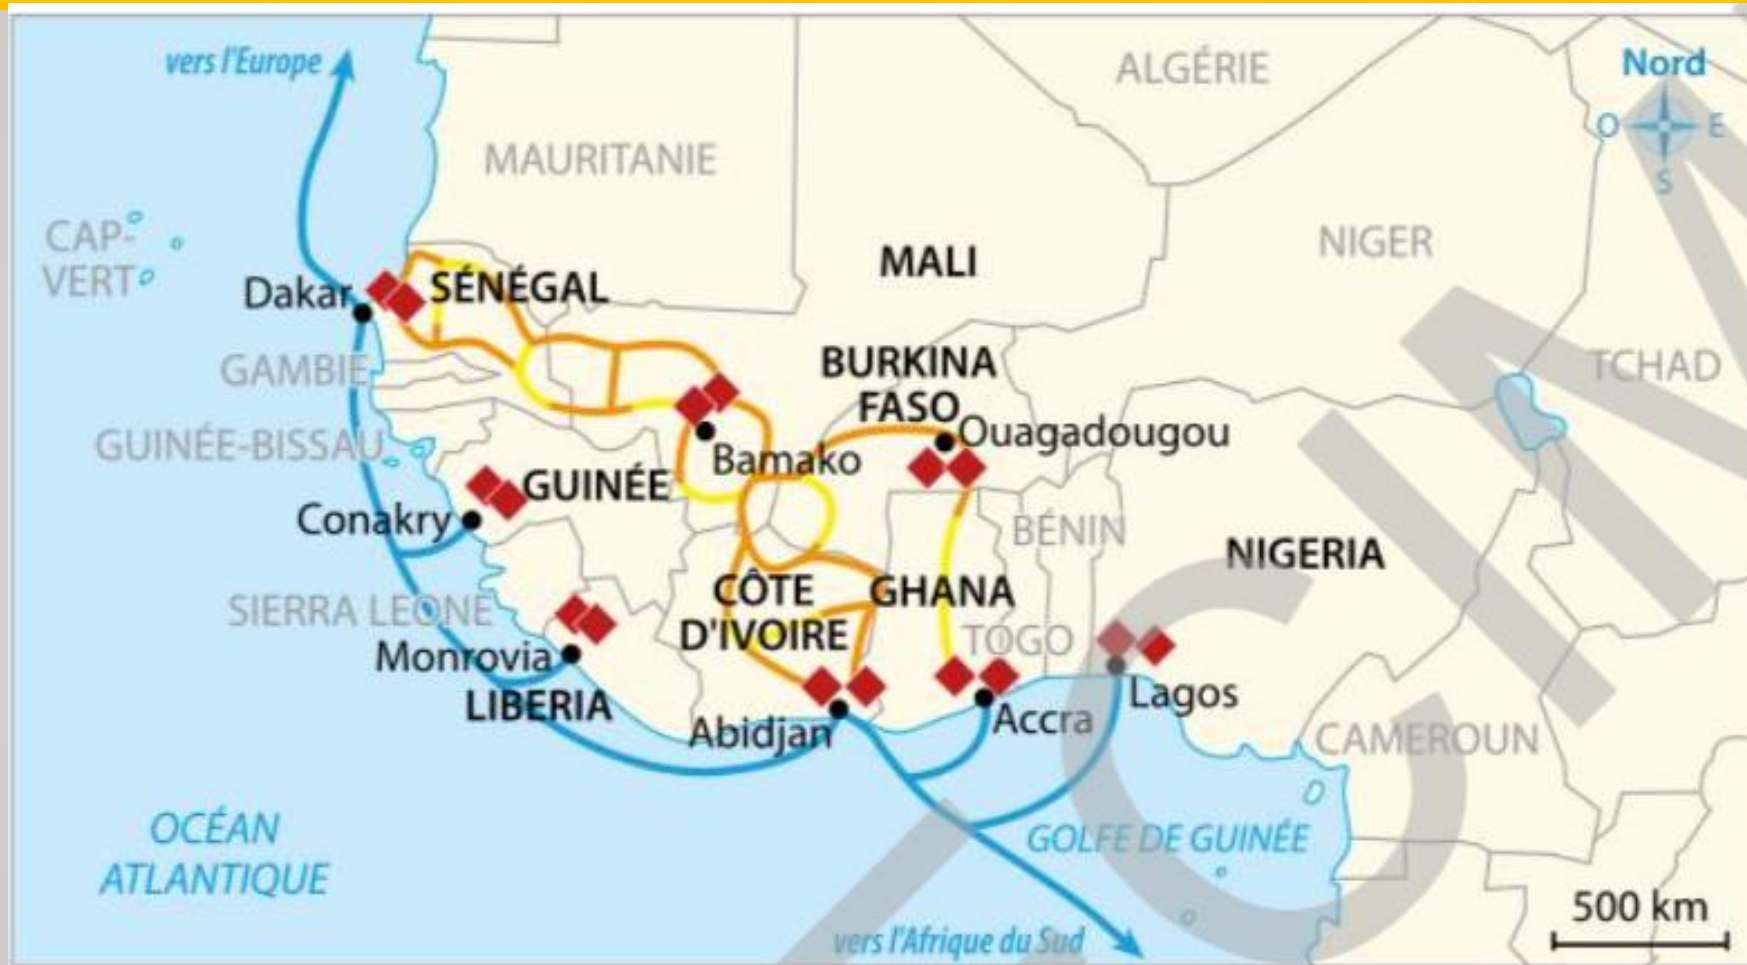 vers l'Europe
ALGÉRIE
Nord
O
E
S
MAURITANIE
CAP-
VERT
NIGER
MALI
Dakar
SÉNÉGAL
GAMBIE
BURKINA
FASO
TCHAD
Ouagadougou
GUINÉE-BISSAU
Bamako
GUINÉE
Conakry
BÉNIN
NIGERIA
SIERRA LEONE
CÔTE
D'IVOIRE
GHANA
TOGO
Monrovia
LIBERIA
Abidjan
Accra
Lagos
CAMEROUN
OCÉAN
ATLANTIQUE
GOLFE DE GUINÉE
500 km
vers l'Afrique du Sud